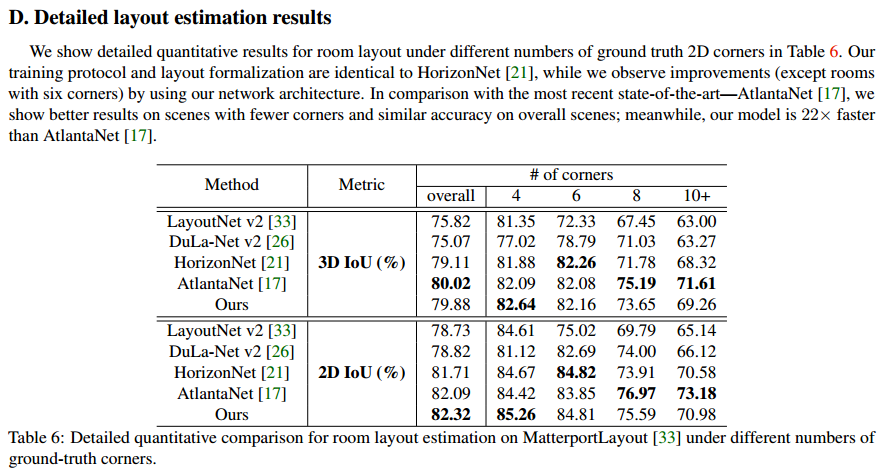 D. Detailed layout estimation results
We show detailed quantitative results for room layout under different numbers of ground truth 2D corners in Table 6. Our
training protocol and layout formalization are identical to HorizonNet [21], while we observe improvements (except rooms
with six corners) by using our network architecture. In comparison with the most recent state-of-the-art—AtlantaNet [17], we
show better results on scenes with fewer corners and similar accuracy on overall scenes; meanwhile, our model is 22× faster
than AtlantaNet [17].
Method Metric # of corners
overall 4 6 8 10+
LayoutNet v2 [33] 75.82 81.35 72.33 67.45 63.00
DuLa-Net v2 [26] 75.07 77.02 78.79 71.03 63.27
HorizonNet [21] 3D IoU (%) 79.11 81.88 82.26 71.78 68.32
AtlantaNet [17] 80.02 82.09 82.08 75.19 71.61
Ours 79.88 82.64 82.16 73.65 69.26
LayoutNet v2 [33] 78.73 84.61 75.02 69.79 65.14
DuLa-Net v2 [26] 78.82 81.12 82.69 74.00 66.12
HorizonNet [21] 2D IoU (%) 81.71 84.67 84.82 73.91 70.58
AtlantaNet [17] 82.09 84.42 83.85 76.97 73.18
Ours 82.32 85.26 84.81 75.59 70.98
Table 6: Detailed quantitative comparison for room layout estimation on MatterportLayout [33] under different numbers of
ground-truth corners.